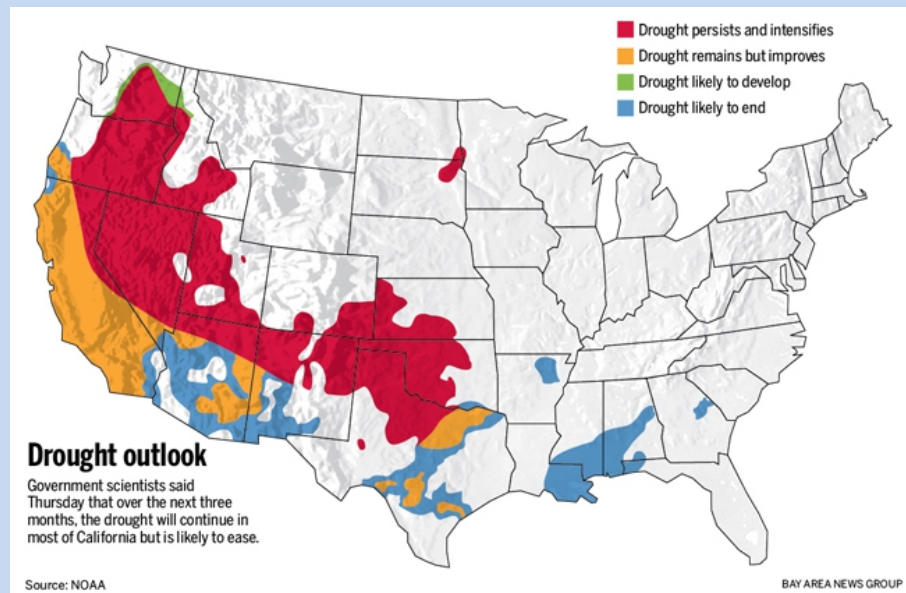 Drought persists and intensifies
Drought remains but improves
Drought likely to develop
Drought likely to end
Drought outlook
Government scientists said
Thursday that over the next three
months, the drought will continue in
most of California but is likely to ease.
Source: NOAA
BAY AREA NEWS GROUP